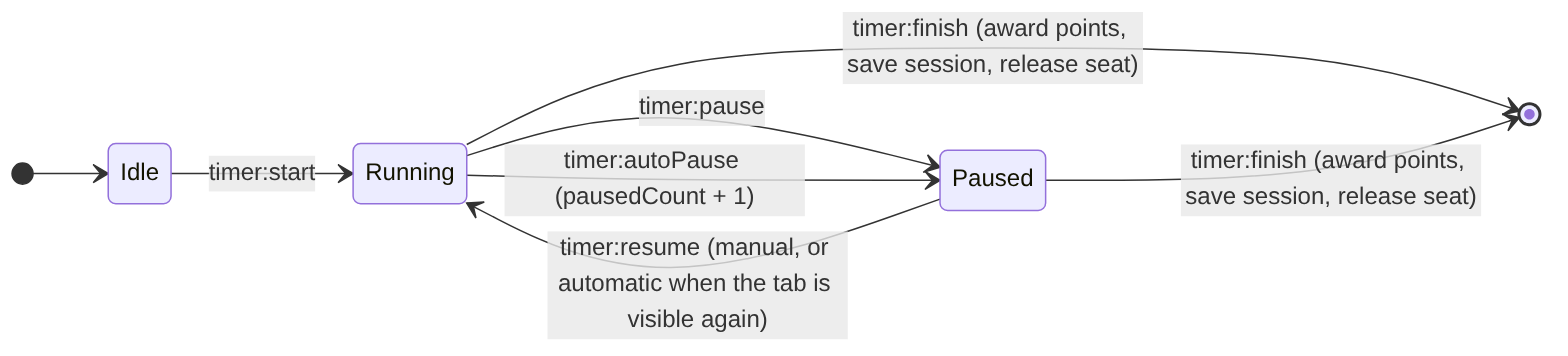 timer:finish (award points,
save session, release seat)
timer:pause
Idle
timer:start
Running
timer:autoPause
(pausedCount + 1)
Paused
timer:finish (award points,
save session, release seat)
timer:resume (manual, or
automatic when the tab is
visible again)